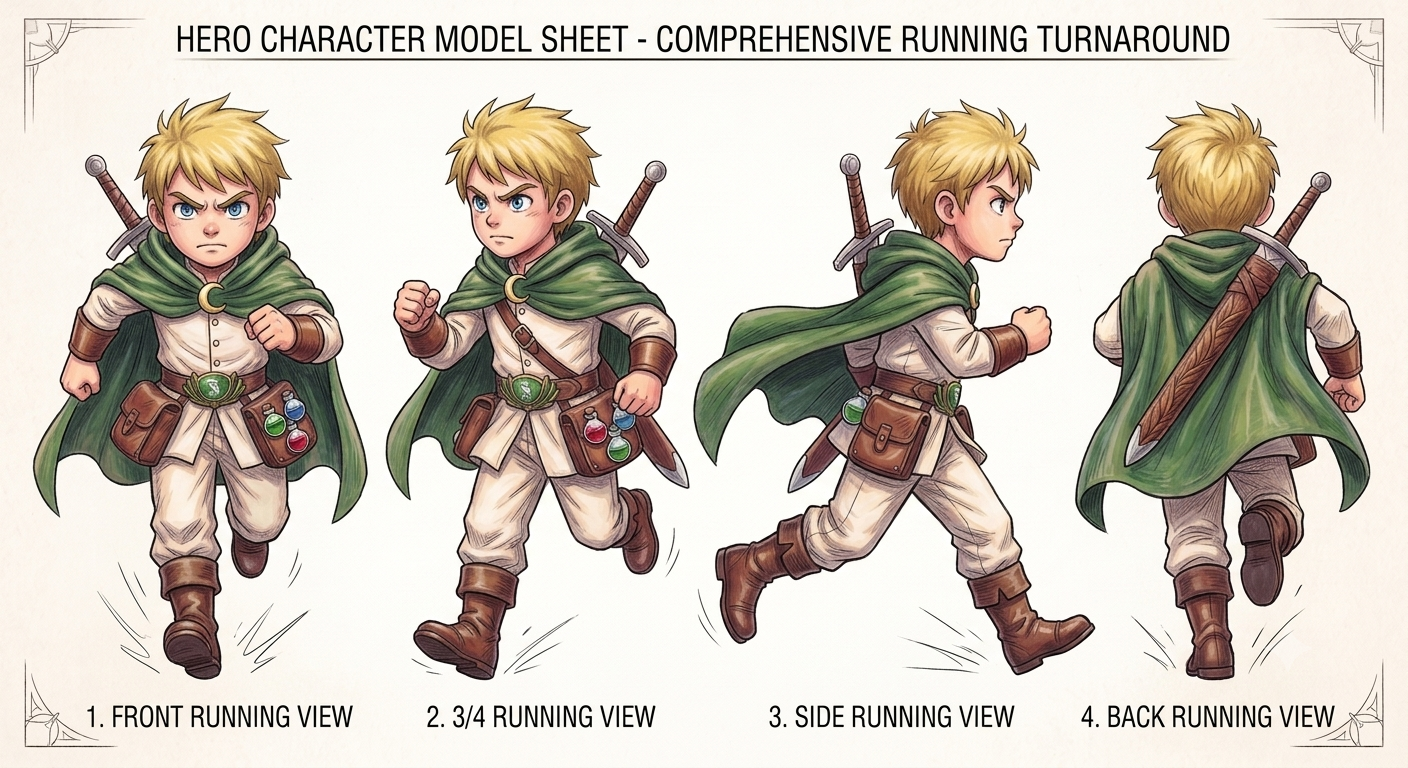 HERO CHARACTER MODEL SHEET - COMPREHENSIVE RUNNING TURNAROUND
1. FRONT RUNNING VIEW
2. 3/4 RUNNING VIEW
3. SIDE RUNNING VIEW
4. BACK RUNNING VIEW